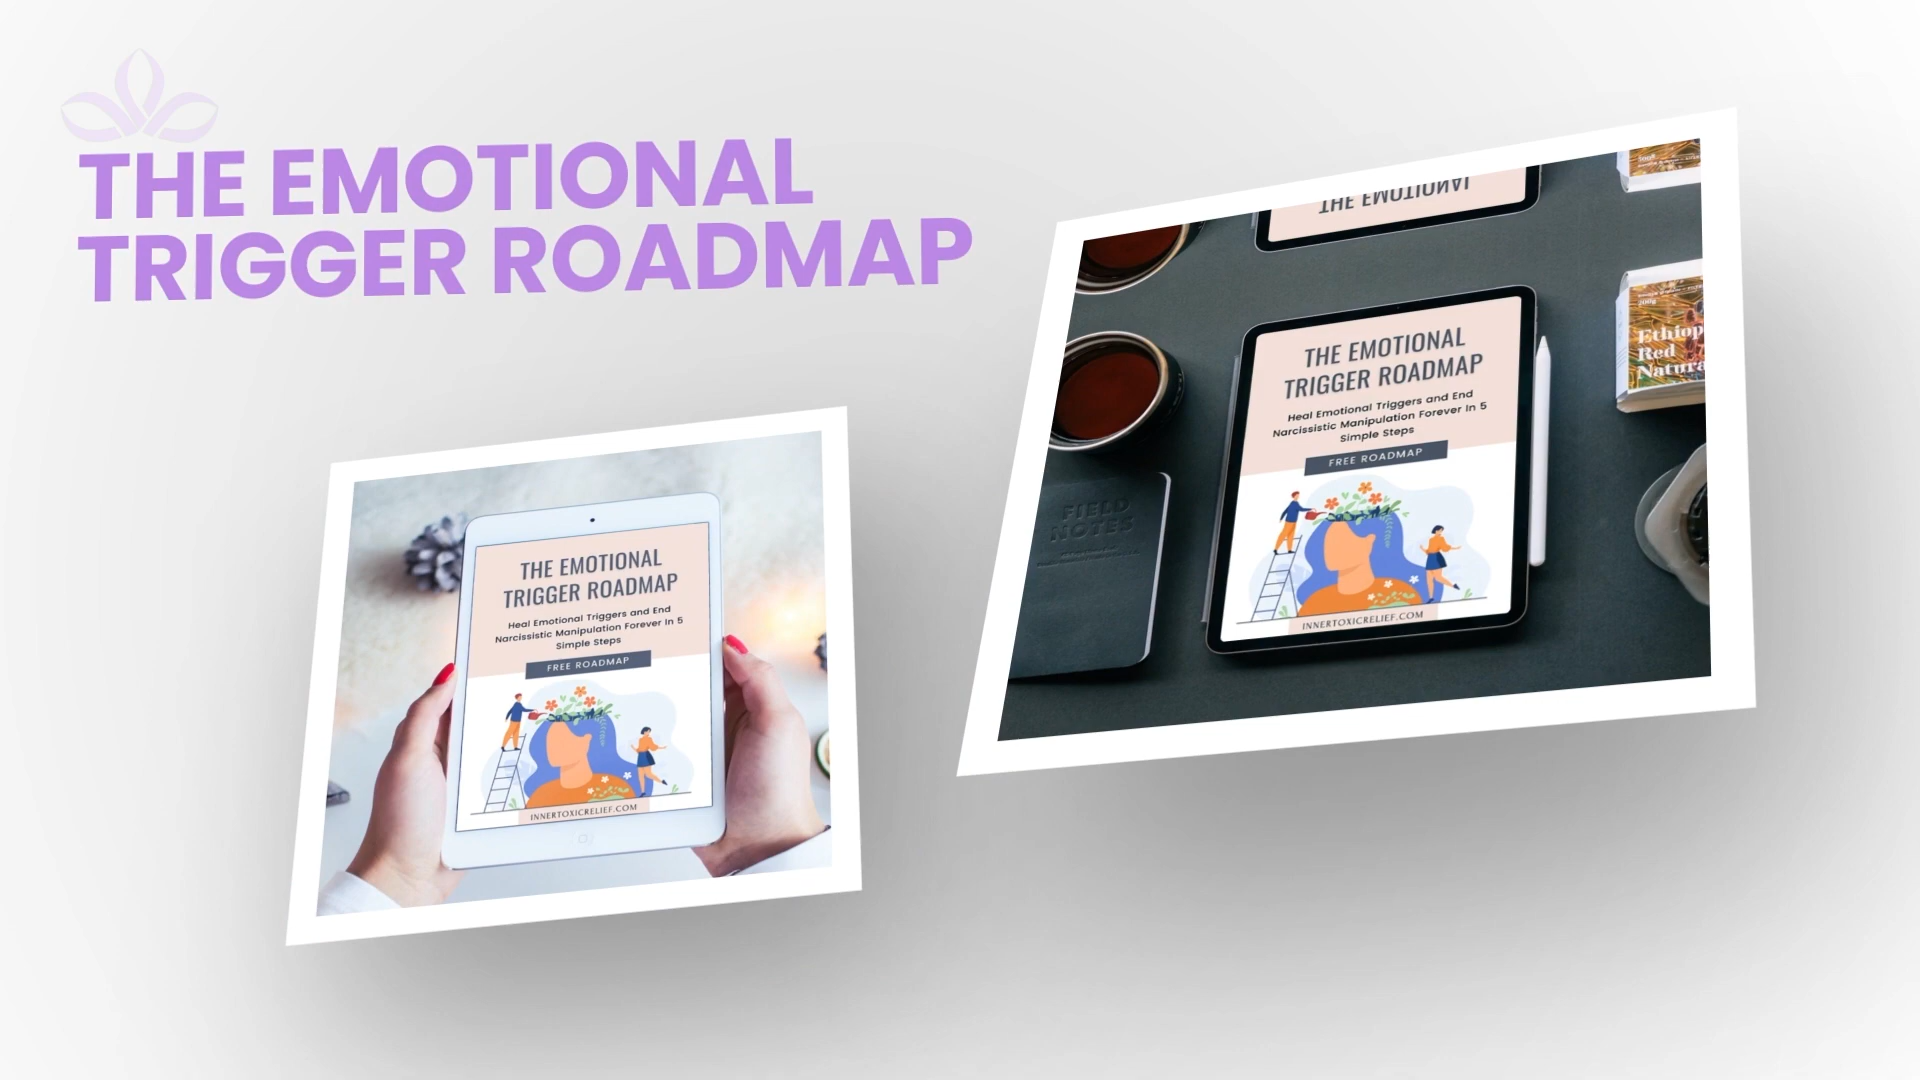 THE EMOTIONAL
TRIGGER ROADMAP
THE EMOTIONAL
TRIGGER ROADMAP
Heal Emotional Triggers and End
Narcissistic Manipulation Forever In 5
Simple Steps
FREE ROADMAP
INNERTOXICRELIEF.COM
THE EMOTIONAL
THE EMOTIONAL
TRIGGER ROADMAP
Heal Emotional Triggers and End
Narcissistic Manipulation Forever In 5
Simple Steps
FREE ROADMAP
INNERTOXICRELIEF.COM
FIELD
NOTES
Red